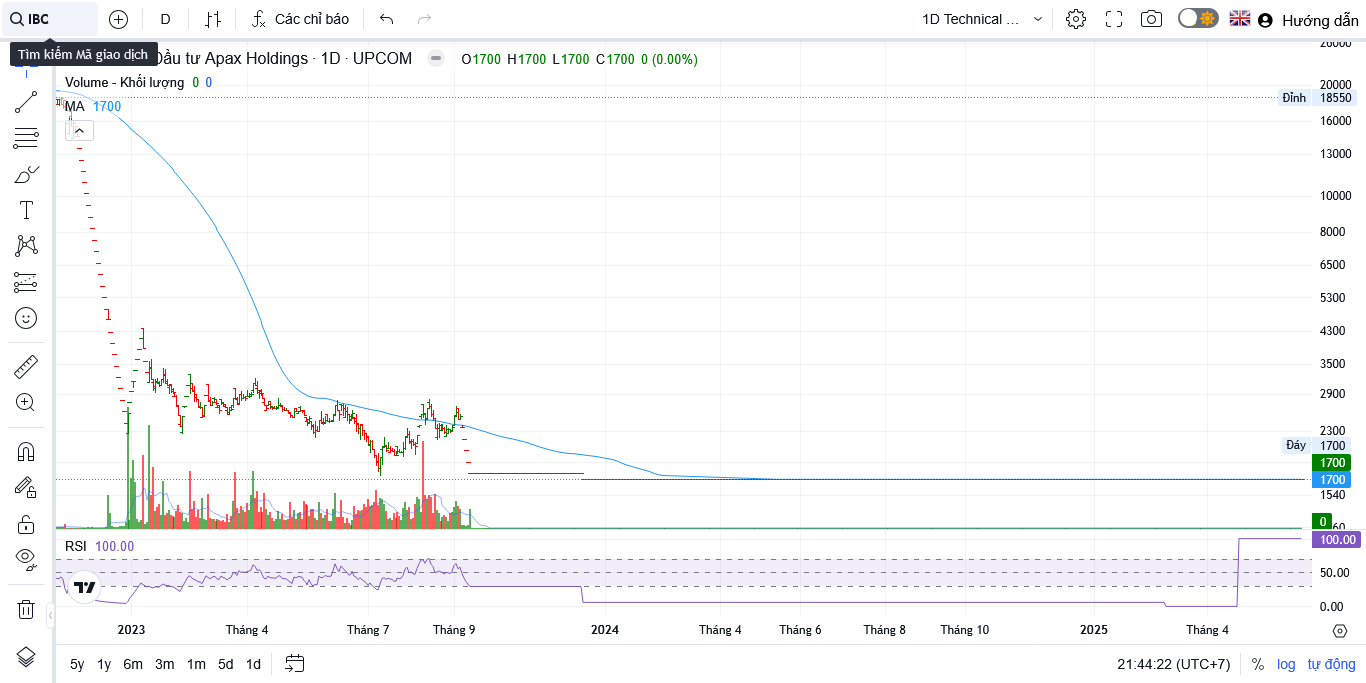 IBC D Các chỉ báo 1D Technical ... Hướng dẫn
Tìm kiếm Mã giao dịch
Đầu tư Apax Holdings · 1D · UPCOM O1700 H1700 L1700 C1700 0 (0.00%)
Volume - Khối lượng 0 0
MA 1700
26000
20000
Đỉnh 18550
16000
13000
10000
8000
6500
5300
4300
3500
2900
2300
Đáy 1700
1700
1700
1540
0
60
RSI 100.00
100.00
50.00
0.00
2023 Tháng 4 Tháng 7 Tháng 9 2024 Tháng 4 Tháng 6 Tháng 8 Tháng 10 2025 Tháng 4
5y 1y 6m 3m 1m 5d 1d 21:44:22 (UTC+7) % log tự động